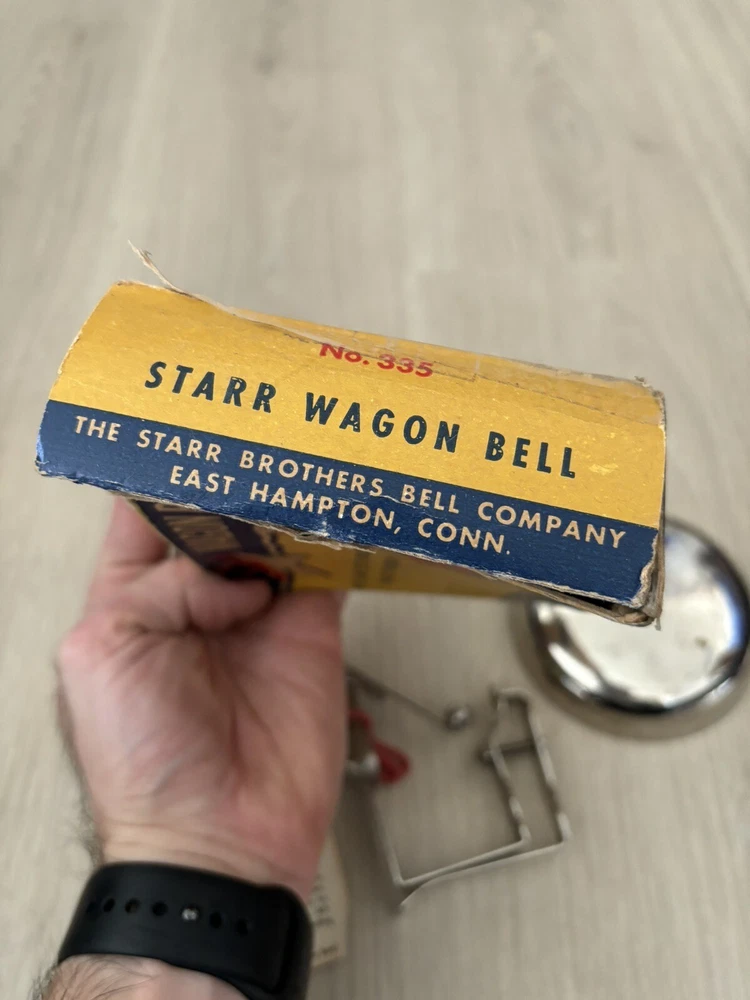 No. 335
STARR WAGON BELL
THE STARR BROTHERS BELL COMPANY
EAST HAMPTON, CONN.